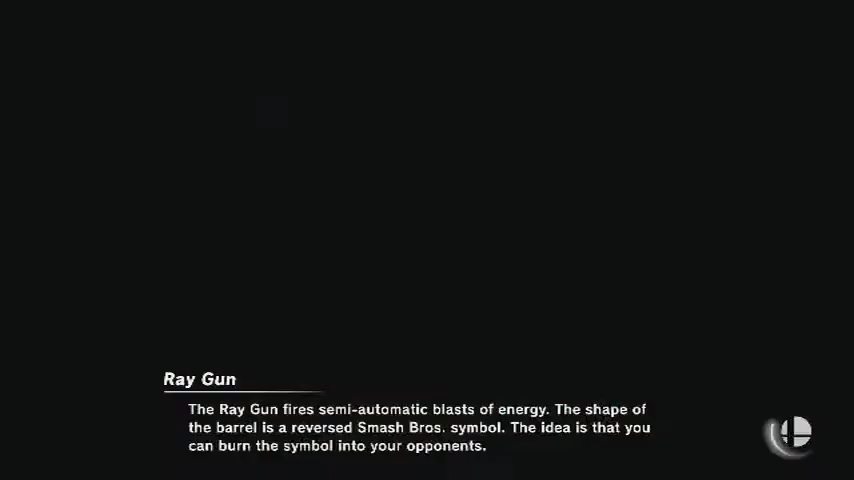 Ray Gun
The Ray Gun fires semi-automatic blasts of energy. The shape of
the barrel is a reversed Smash Bros. symbol. The idea is that you
can burn the symbol into your opponents.